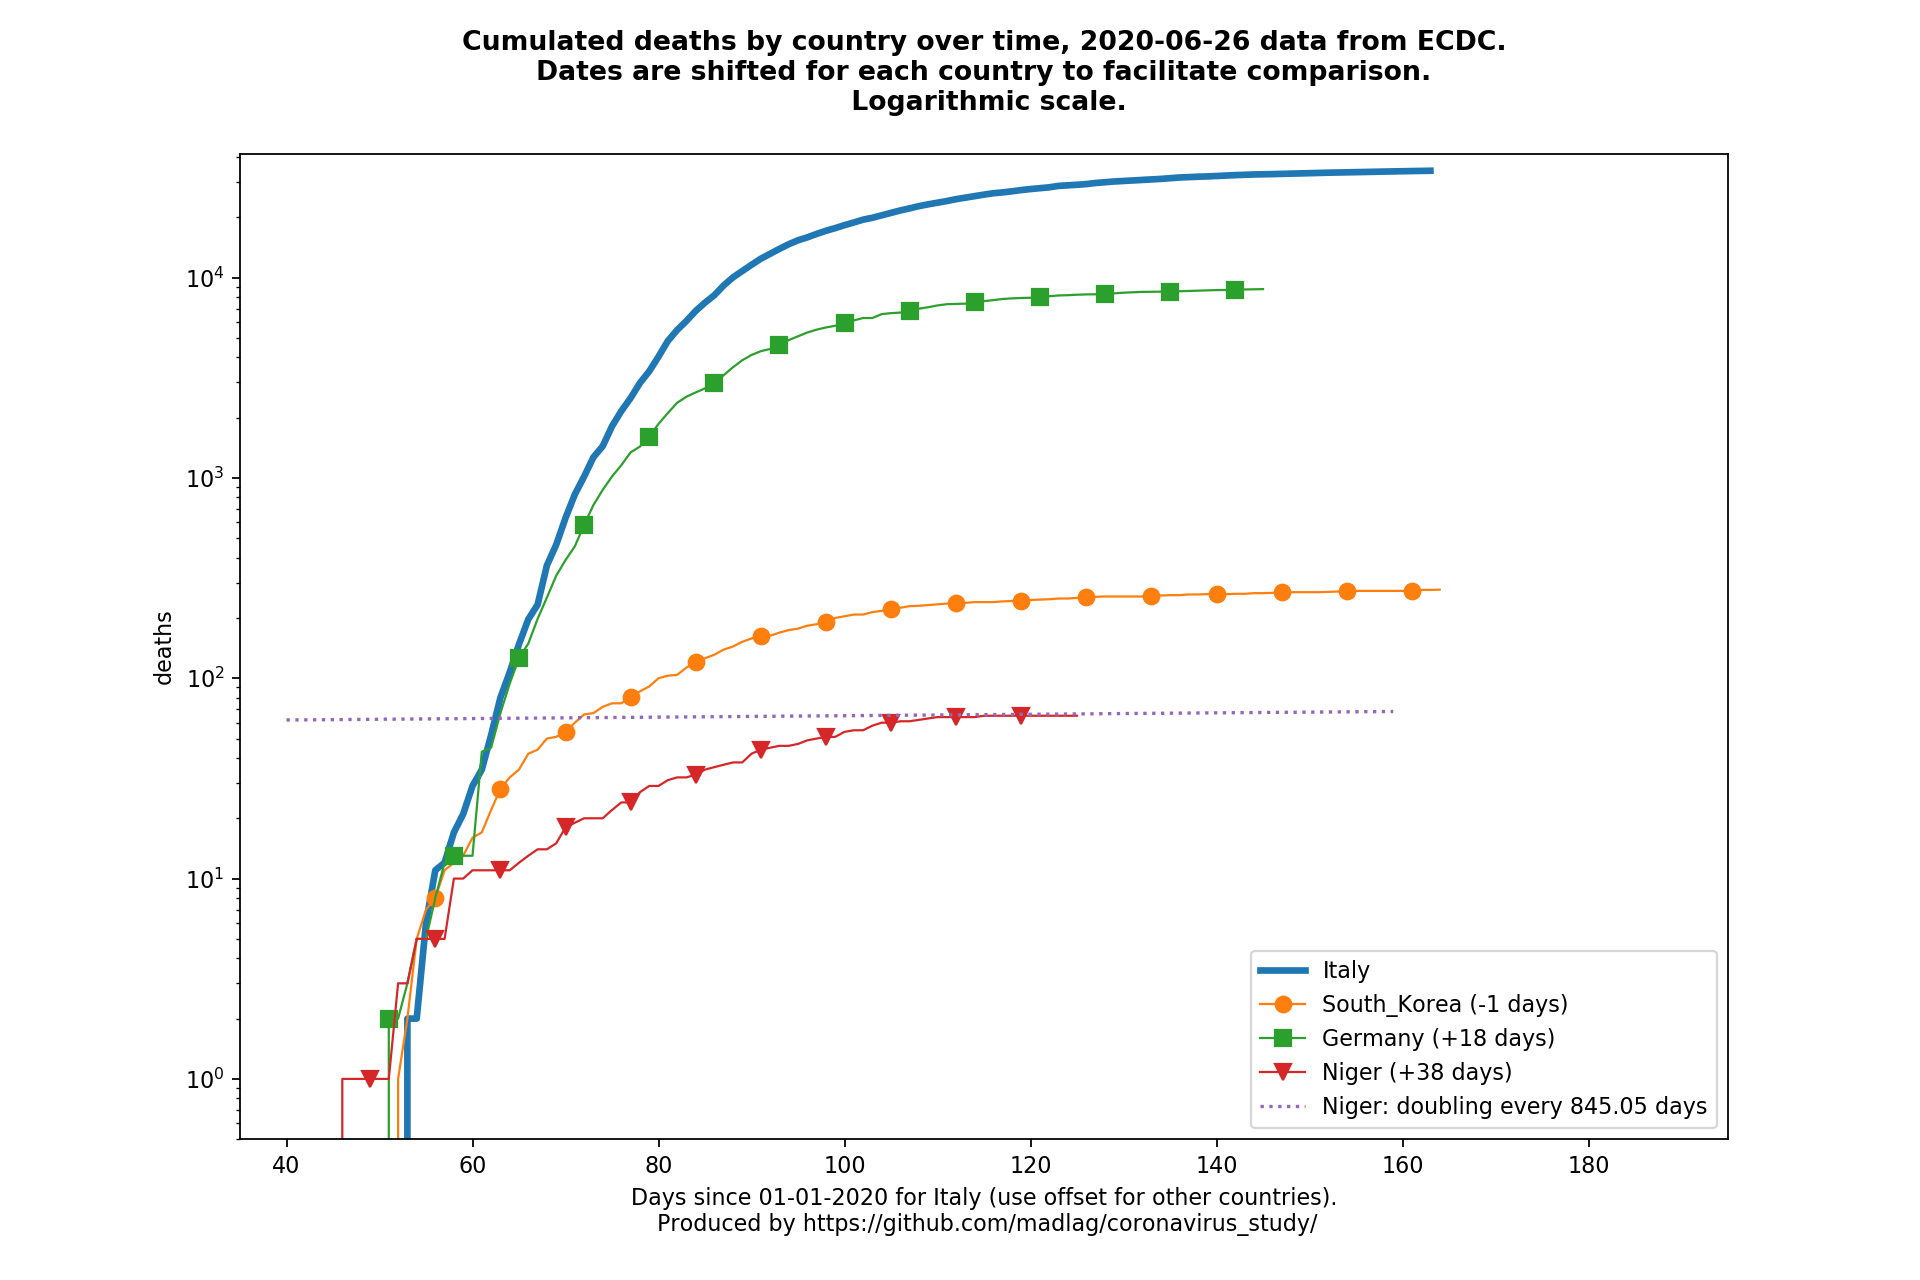 Cumulated deaths by country over time, 2020-06-26 data from ECDC.
Dates are shifted for each country to facilitate comparison.
Logarithmic scale.
10⁴
10³
10²
10¹
10⁰
deaths
Italy
South_Korea (-1 days)
Germany (+18 days)
Niger (+38 days)
Niger: doubling every 845.05 days
40 60 80 100 120 140 160 180
Days since 01-01-2020 for Italy (use offset for other countries).
Produced by https://github.com/madlag/coronavirus_study/